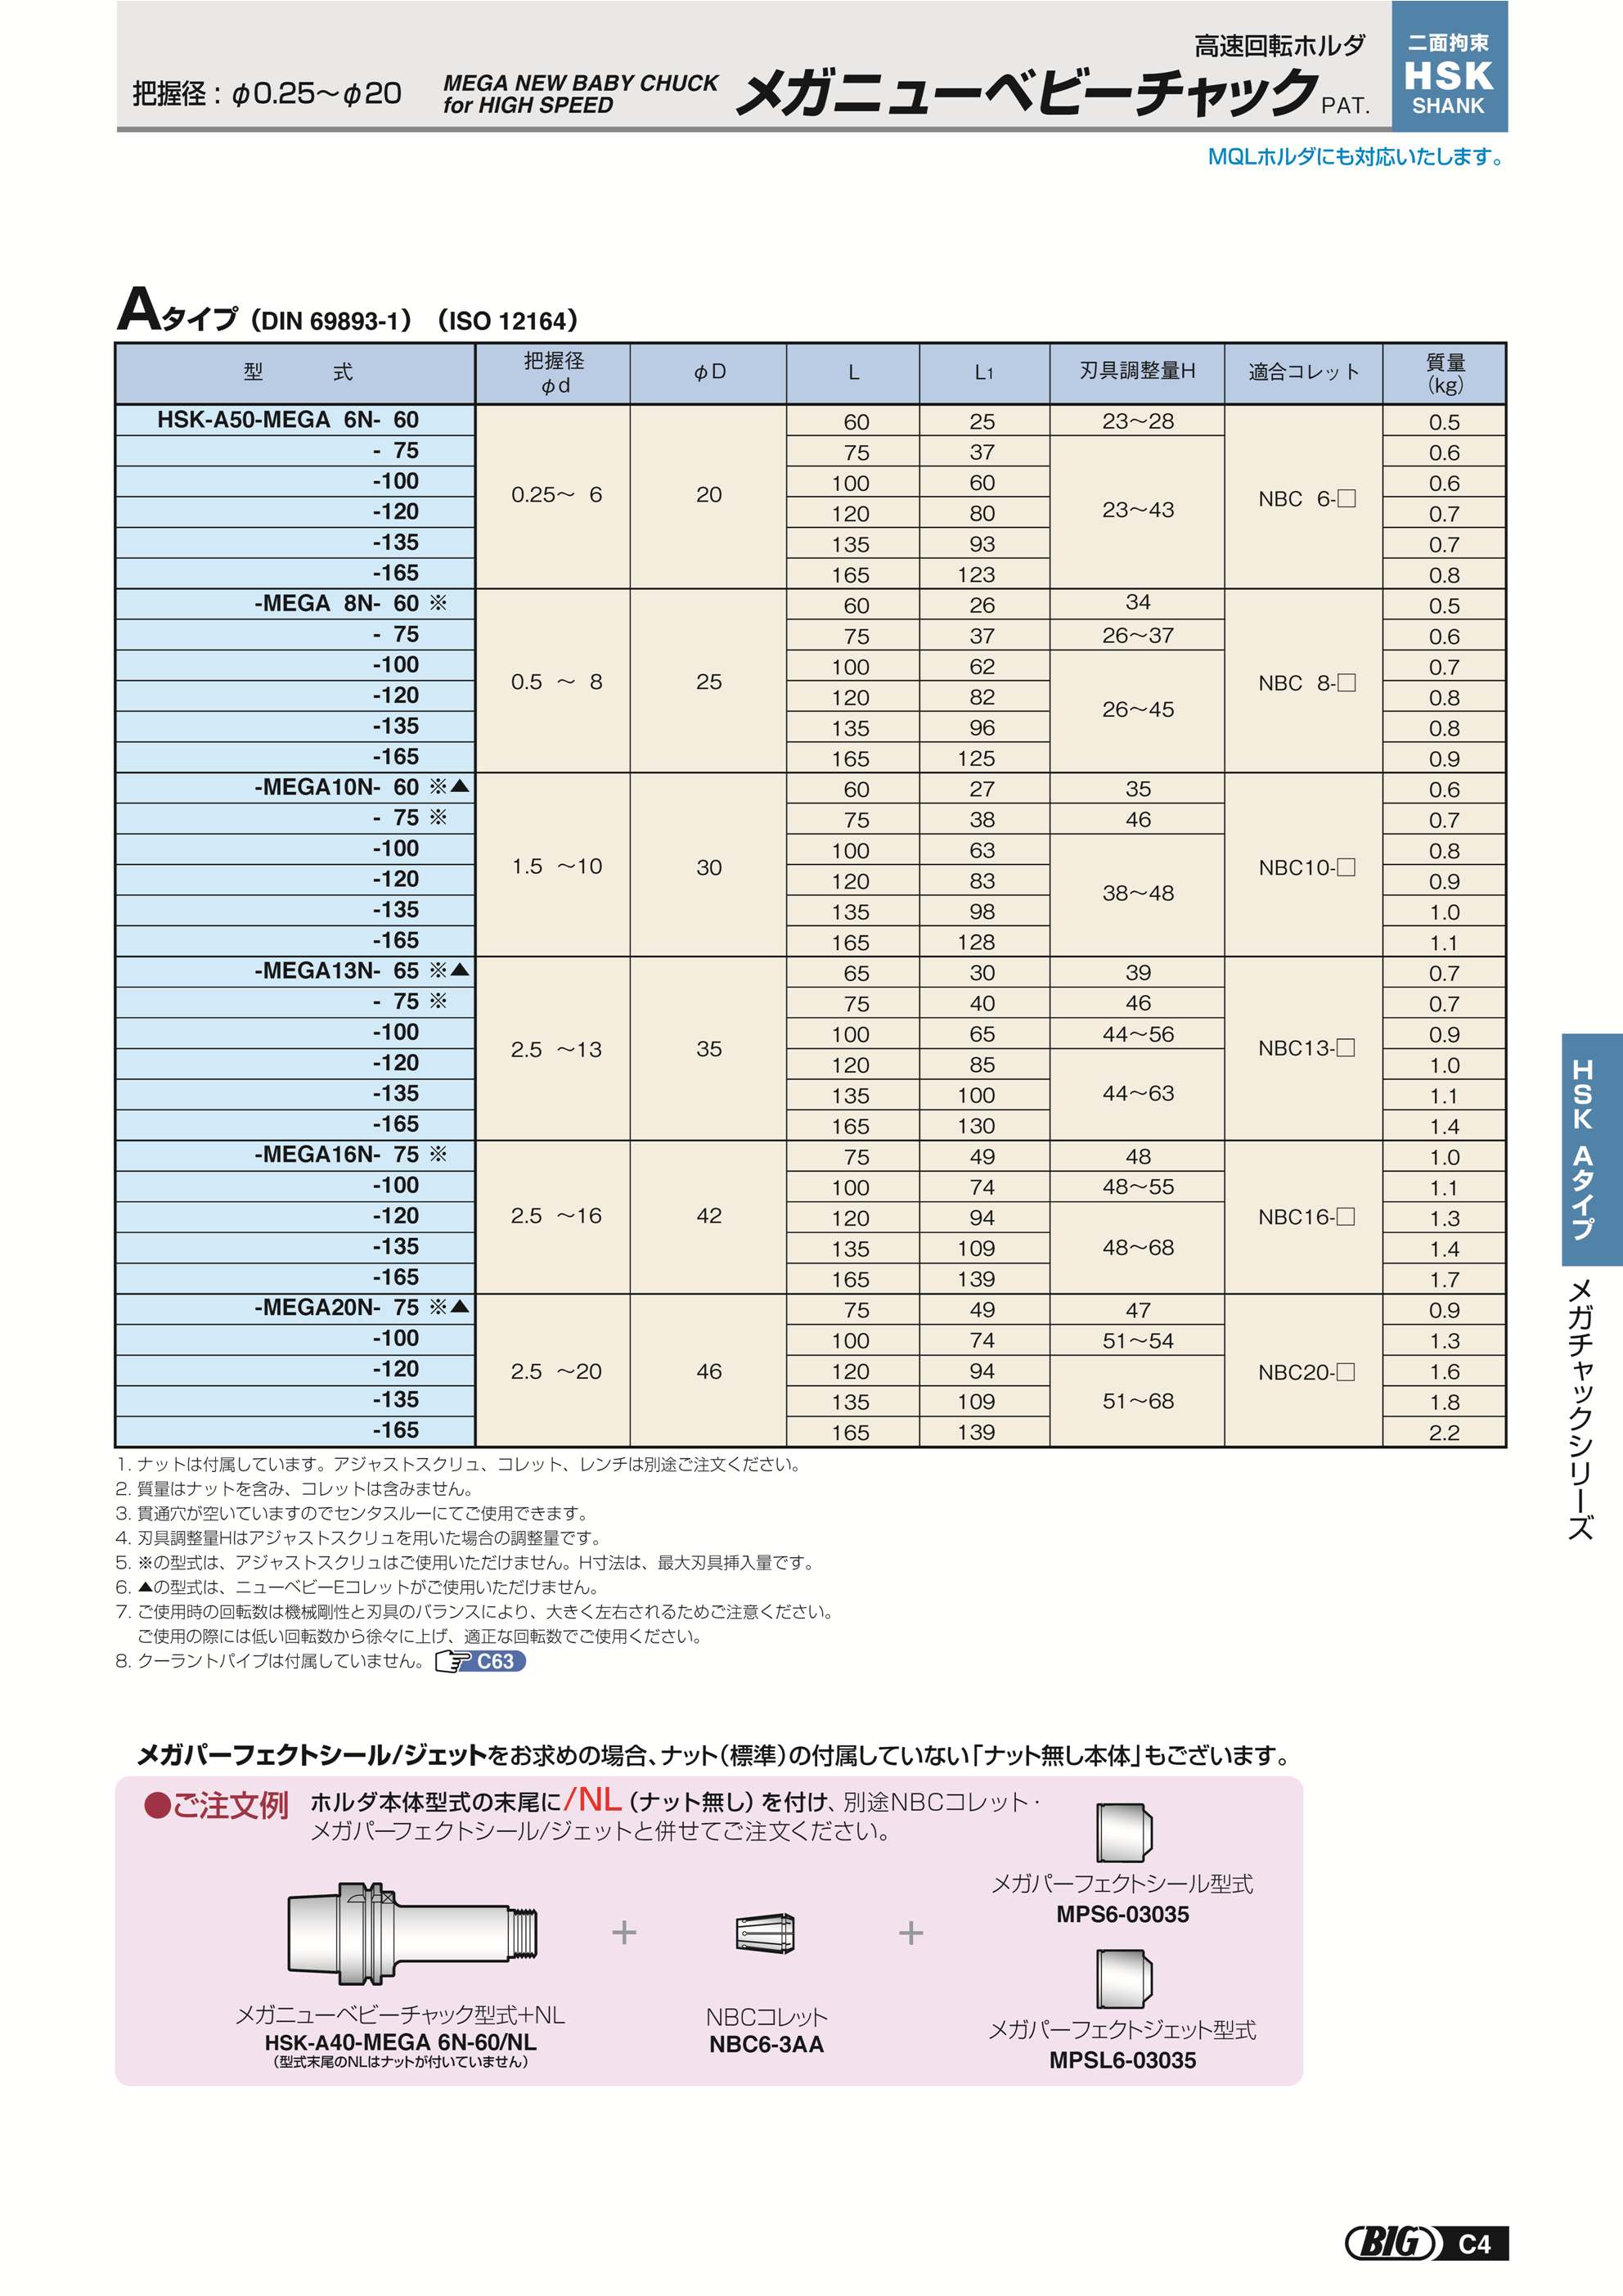 把握径：φ0.25〜φ20
MEGA NEW BABY CHUCK
for HIGH SPEED
高速回転ホルダ
メガニューベビーチャック PAT.
二面拘束
HSK
SHANK
MQLホルダにも対応いたします。
Aタイプ（DIN 69893-1）（ISO 12164）
型 式 把握径 φd φD L L1 刃具調整量H 適合コレット 質量 (kg)
HSK-A50-MEGA 6N- 60 0.25〜 6 20 60 25 23〜28 NBC 6-□ 0.5
- 75 75 37 23〜43 0.6
-100 100 60 0.6
-120 120 80 0.7
-135 135 93 0.7
-165 165 123 0.8
-MEGA 8N- 60 ※ 0.5 〜 8 25 60 26 34 NBC 8-□ 0.5
- 75 75 37 26〜37 0.6
-100 100 62 26〜45 0.7
-120 120 82 0.8
-135 135 96 0.8
-165 165 125 0.9
-MEGA10N- 60 ※▲ 1.5 〜10 30 60 27 35 NBC10-□ 0.6
- 75 ※ 75 38 46 0.7
-100 100 63 38〜48 0.8
-120 120 83 0.9
-135 135 98 1.0
-165 165 128 1.1
-MEGA13N- 65 ※▲ 2.5 〜13 35 65 30 39 NBC13-□ 0.7
- 75 ※ 75 40 46 0.7
-100 100 65 44〜56 0.9
-120 120 85 44〜63 1.0
-135 135 100 1.1
-165 165 130 1.4
-MEGA16N- 75 ※ 2.5 〜16 42 75 49 48 NBC16-□ 1.0
-100 100 74 48〜55 1.1
-120 120 94 48〜68 1.3
-135 135 109 1.4
-165 165 139 1.7
-MEGA20N- 75 ※▲ 2.5 〜20 46 75 49 47 NBC20-□ 0.9
-100 100 74 51〜54 1.3
-120 120 94 51〜68 1.6
-135 135 109 1.8
-165 165 139 2.2
1. ナットは付属しています。アジャストスクリュ、コレット、レンチは別途ご注文ください。
2. 質量はナットを含み、コレットは含みません。
3. 貫通穴が空いていますのでセンタスルーにてご使用できます。
4. 刃具調整量Hはアジャストスクリュを用いた場合の調整量です。
5. ※の型式は、アジャストスクリュはご使用いただけません。H寸法は、最大刃具挿入量です。
6. ▲の型式は、ニューベビーEコレットがご使用いただけません。
7. ご使用時の回転数は機械剛性と刃具のバランスにより、大きく左右されるためご注意ください。
ご使用の際には低い回転数から徐々に上げ、適正な回転数でご使用ください。
8. クーラントパイプは付属していません。 C63
メガパーフェクトシール/ジェットをお求めの場合、ナット（標準）の付属していない「ナット無し本体」もございます。
●ご注文例 ホルダ本体型式の末尾に/NL（ナット無し）を付け、別途NBCコレット・
メガパーフェクトシール/ジェットと併せてご注文ください。
メガパーフェクトシール型式
MPS6-03035
+ +
メガニューベビーチャック型式+NL
HSK-A40-MEGA 6N-60/NL
（型式末尾のNLはナットが付いていません）
NBCコレット
NBC6-3AA
メガパーフェクトジェット型式
MPSL6-03035
HSK Aタイプ
メガチャックシリーズ
BIG C4